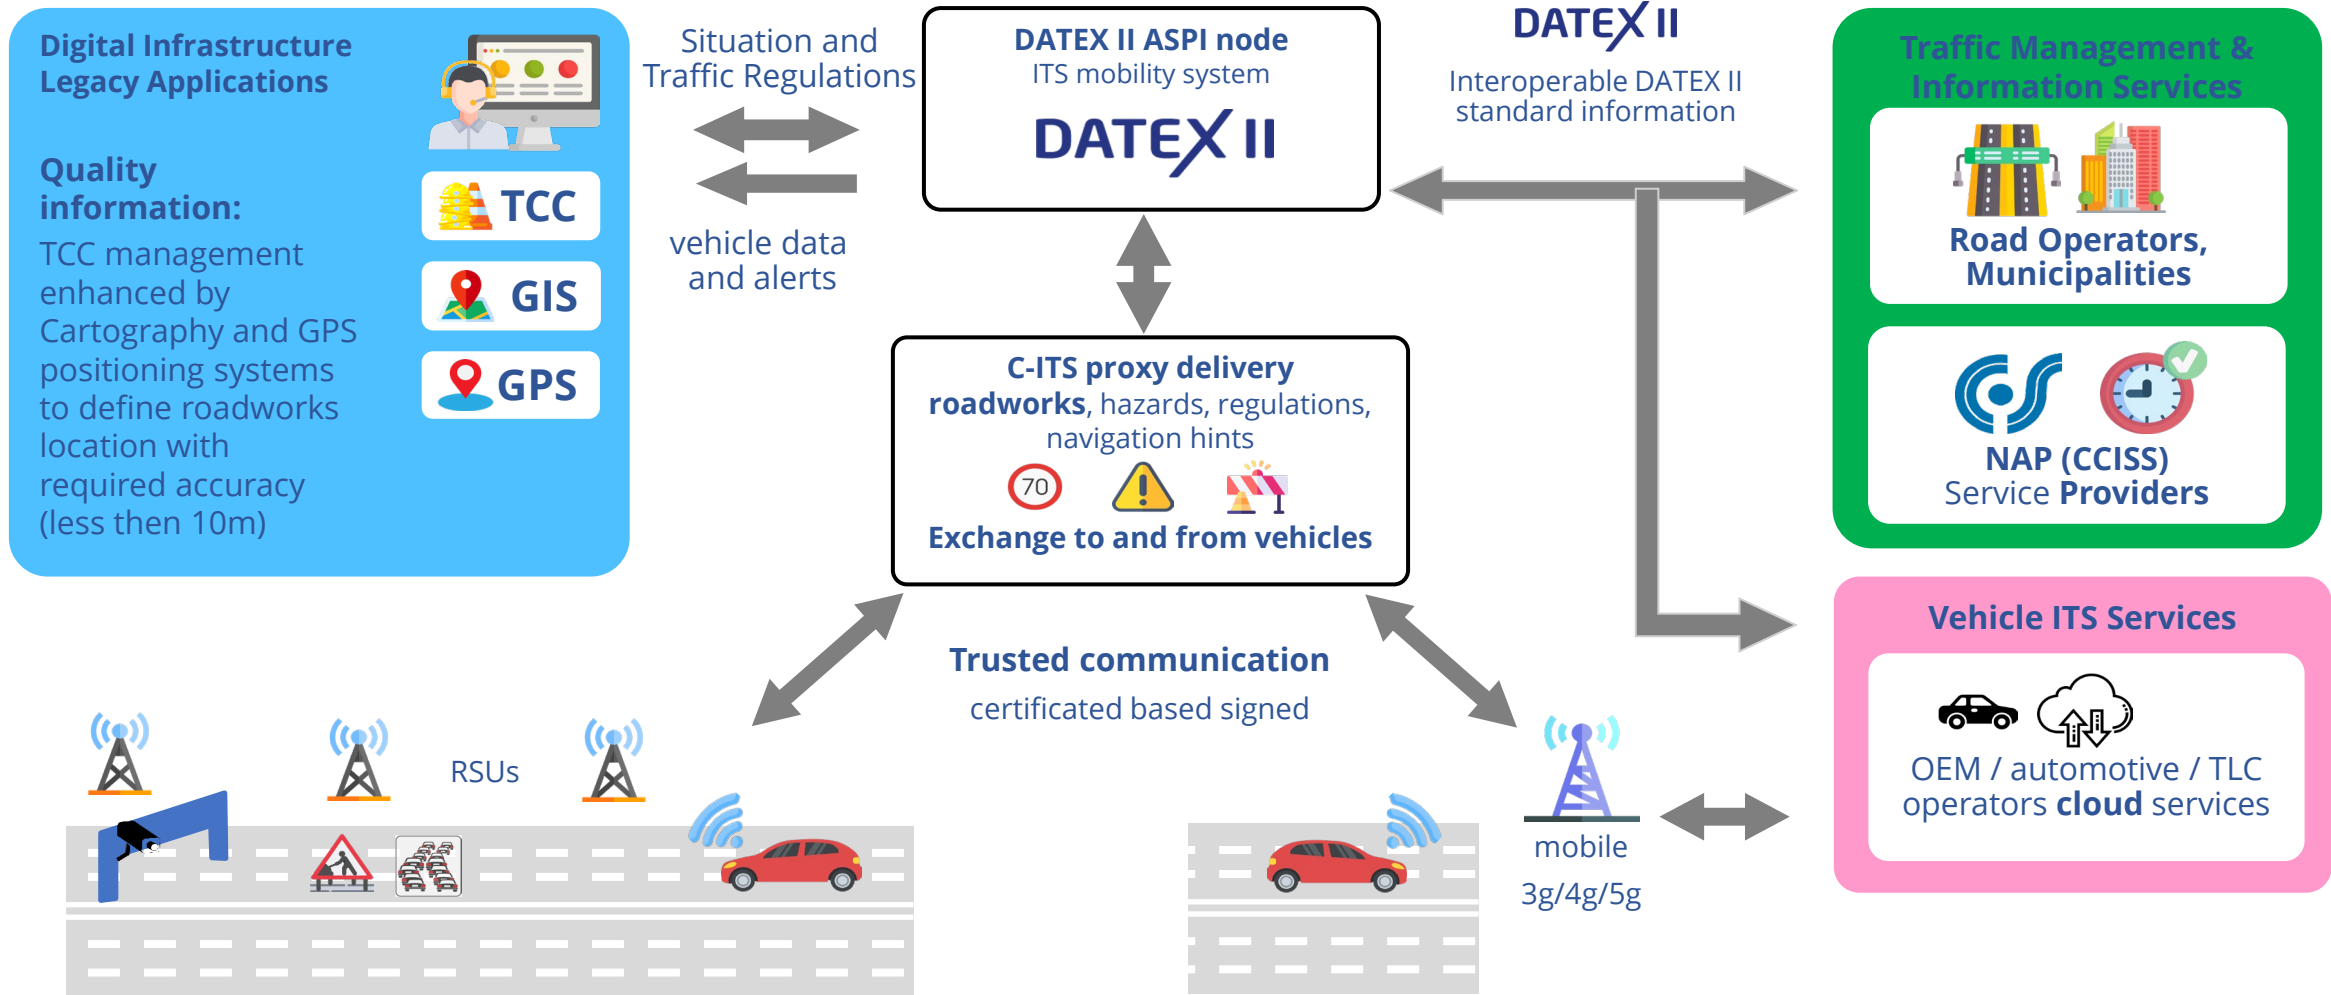 Digital Infrastructure
Legacy Applications
Quality
information:
TCC management
enhanced by
Cartography and GPS
positioning systems
to define roadworks
location with
required accuracy
(less then 10m)
TCC
GIS
GPS
Situation and
Traffic Regulations
vehicle data
and alerts
DATEX II ASPI node
ITS mobility system
DATEX II
DATEX II
Interoperable DATEX II
standard information
C-ITS proxy delivery
roadworks, hazards, regulations,
navigation hints
70
Exchange to and from vehicles
Trusted communication
certificated based signed
RSUs
mobile
3g/4g/5g
Traffic Management &
Information Services
Road Operators,
Municipalities
NAP (CCISS)
Service Providers
Vehicle ITS Services
OEM / automotive / TLC
operators cloud services